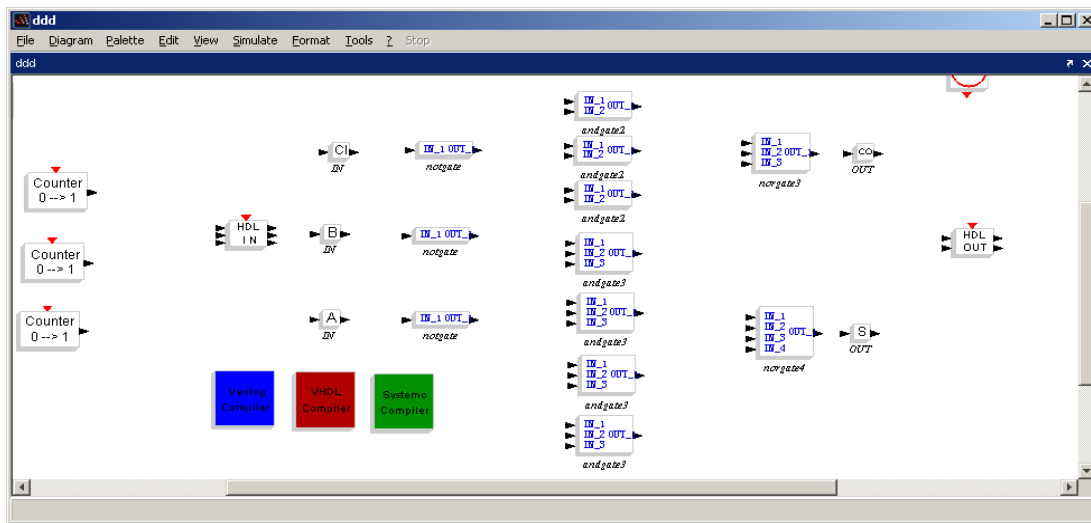 ddd
File Diagram Palette Edit View Simulate Format Tools ? Stop
ddd
IN_1
IN_2 OUT_
andgate2
CI
IN
IN_1 OUT_
notgate
IN_1
IN_2 OUT_
andgate2
IN_1
IN_2 OUT_1
IN_3
norgate3
CO
OUT
Counter
0 --> 1
IN_1
IN_2 OUT_
andgate2
HDL
IN
B
IN
IN_1 OUT_
notgate
Counter
0 --> 1
IN_1
IN_2 OUT_
IN_3
andgate3
HDL
OUT
Counter
0 --> 1
A
IN
IN_1 OUT_
notgate
IN_1
IN_2 OUT_
IN_3
andgate3
IN_1
IN_2 OUT_
IN_3
IN_4
norgate4
S
OUT
Verilog
Compiler
VHDL
Compiler
Systemc
Compiler
IN_1
IN_2 OUT_
IN_3
andgate3
IN_1
IN_2 OUT_
IN_3
andgate3